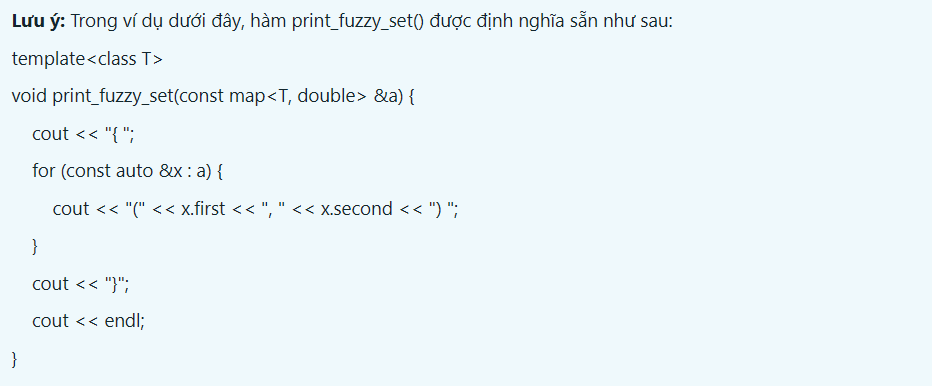 Lưu ý: Trong ví dụ dưới đây, hàm print_fuzzy_set() được định nghĩa sẵn như sau:
template<class T>
void print_fuzzy_set(const map<T, double> &a) {
cout << "{ ";
for (const auto &x : a) {
cout << "(" << x.first << ", " << x.second << ") ";
}
cout << "}";
cout << endl;
}